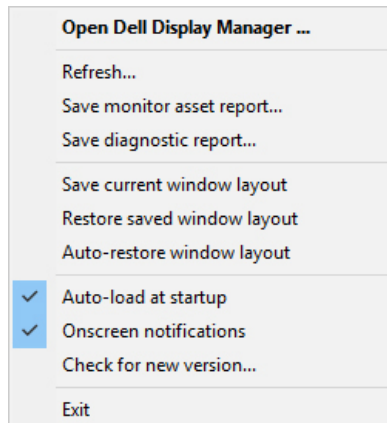 Open Dell Display Manager ...
Refresh...
Save monitor asset report...
Save diagnostic report...
Save current window layout
Restore saved window layout
Auto-restore window layout
Auto-load at startup
Onscreen notifications
Check for new version...
Exit